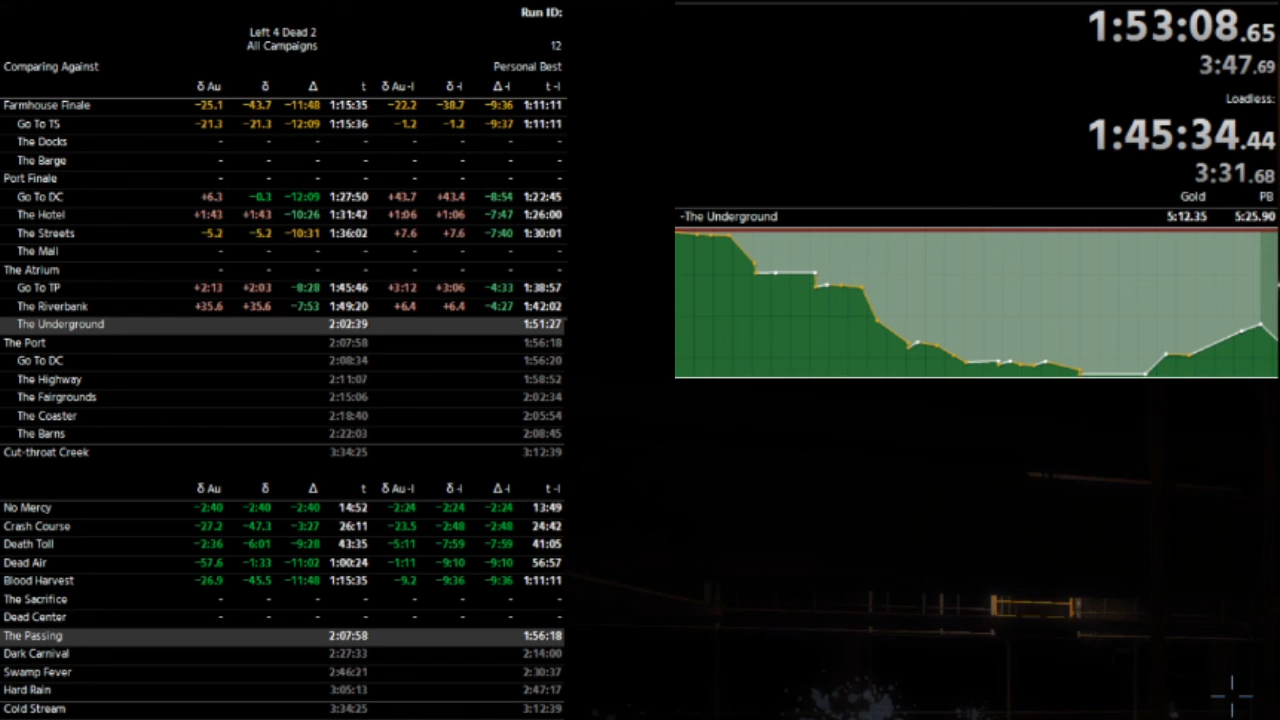 Run ID:
Left 4 Dead 2
All Campaigns 12
Comparing Against Personal Best
δ Au δ Δ t δ Au -l δ -l Δ -l t -l
Farmhouse Finale −25.1 −43.7 −11:48 1:15:35 −22.2 −38.7 −9:36 1:11:11
Go To TS −21.3 −21.3 −12:09 1:15:36 −1.2 −1.2 −9:37 1:11:11
The Docks - - - - - - - -
The Barge - - - - - - - -
Port Finale - - - - - - - -
Go To DC +6.3 −0.3 −12:09 1:27:50 +43.7 +43.4 −8:54 1:22:45
The Hotel +1:43 +1:43 −10:26 1:31:42 +1:06 +1:06 −7:47 1:26:00
The Streets −5.2 −5.2 −10:31 1:36:02 +7.6 +7.6 −7:40 1:30:01
The Mall - - - - - - - -
The Atrium - - - - - - - -
Go To TP +2:13 +2:03 −8:28 1:45:46 +3:12 +3:06 −4:33 1:38:57
The Riverbank +35.6 +35.6 −7:53 1:49:20 +6.4 +6.4 −4:27 1:42:02
The Underground 2:02:39 1:51:27
The Port 2:07:58 1:56:18
Go To DC 2:08:34 1:56:20
The Highway 2:11:07 1:58:52
The Fairgrounds 2:15:06 2:02:34
The Coaster 2:18:40 2:05:54
The Barns 2:22:03 2:08:45
Cut-throat Creek 3:34:25 3:12:39
δ Au δ Δ t δ Au -l δ -l Δ -l t -l
No Mercy −2:40 −2:40 −2:40 14:52 −2:24 −2:24 −2:24 13:49
Crash Course −27.2 −47.3 −3:27 26:11 −23.5 −2:48 −2:48 24:42
Death Toll −2:36 −6:01 −9:28 43:35 −5:11 −7:59 −7:59 41:05
Dead Air −57.6 −1:33 −11:02 1:00:24 −1:11 −9:10 −9:10 56:57
Blood Harvest −26.9 −45.5 −11:48 1:15:35 −9.2 −9:36 −9:36 1:11:11
The Sacrifice - - - - - - - -
Dead Center - - - - - - - -
The Passing 2:07:58 1:56:18
Dark Carnival 2:27:33 2:14:00
Swamp Fever 2:46:21 2:30:37
Hard Rain 3:05:13 2:47:17
Cold Stream 3:34:25 3:12:39
1:53:08.65
3:47.69
Loadless:
1:45:34.44
3:31.68
Gold PB
-The Underground 5:12.35 5:25.90